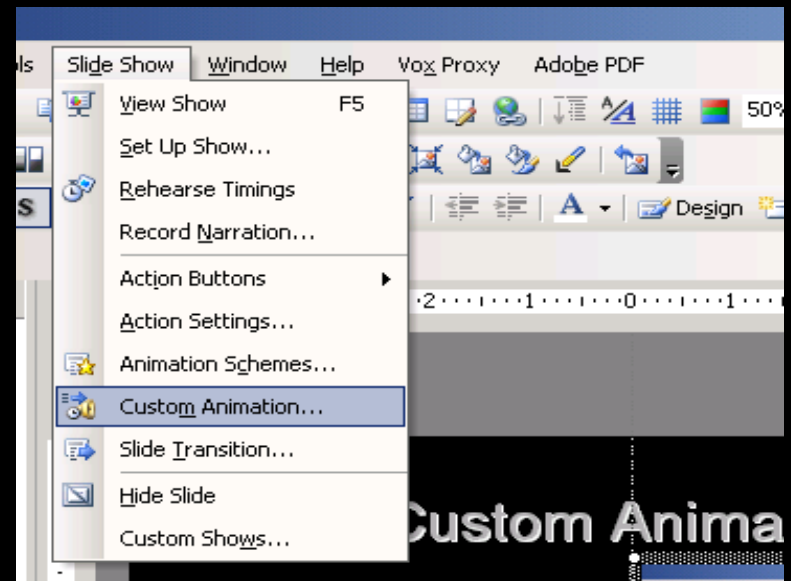 ls Slide Show Window Help Vox Proxy Adobe PDF
View Show F5
50%
Set Up Show...
Rehearse Timings
S
Design
Record Narration...
Action Buttons
2 1 0 1
Action Settings...
Animation Schemes...
Custom Animation...
Slide Transition...
Hide Slide
Custom Anima
Custom Shows...